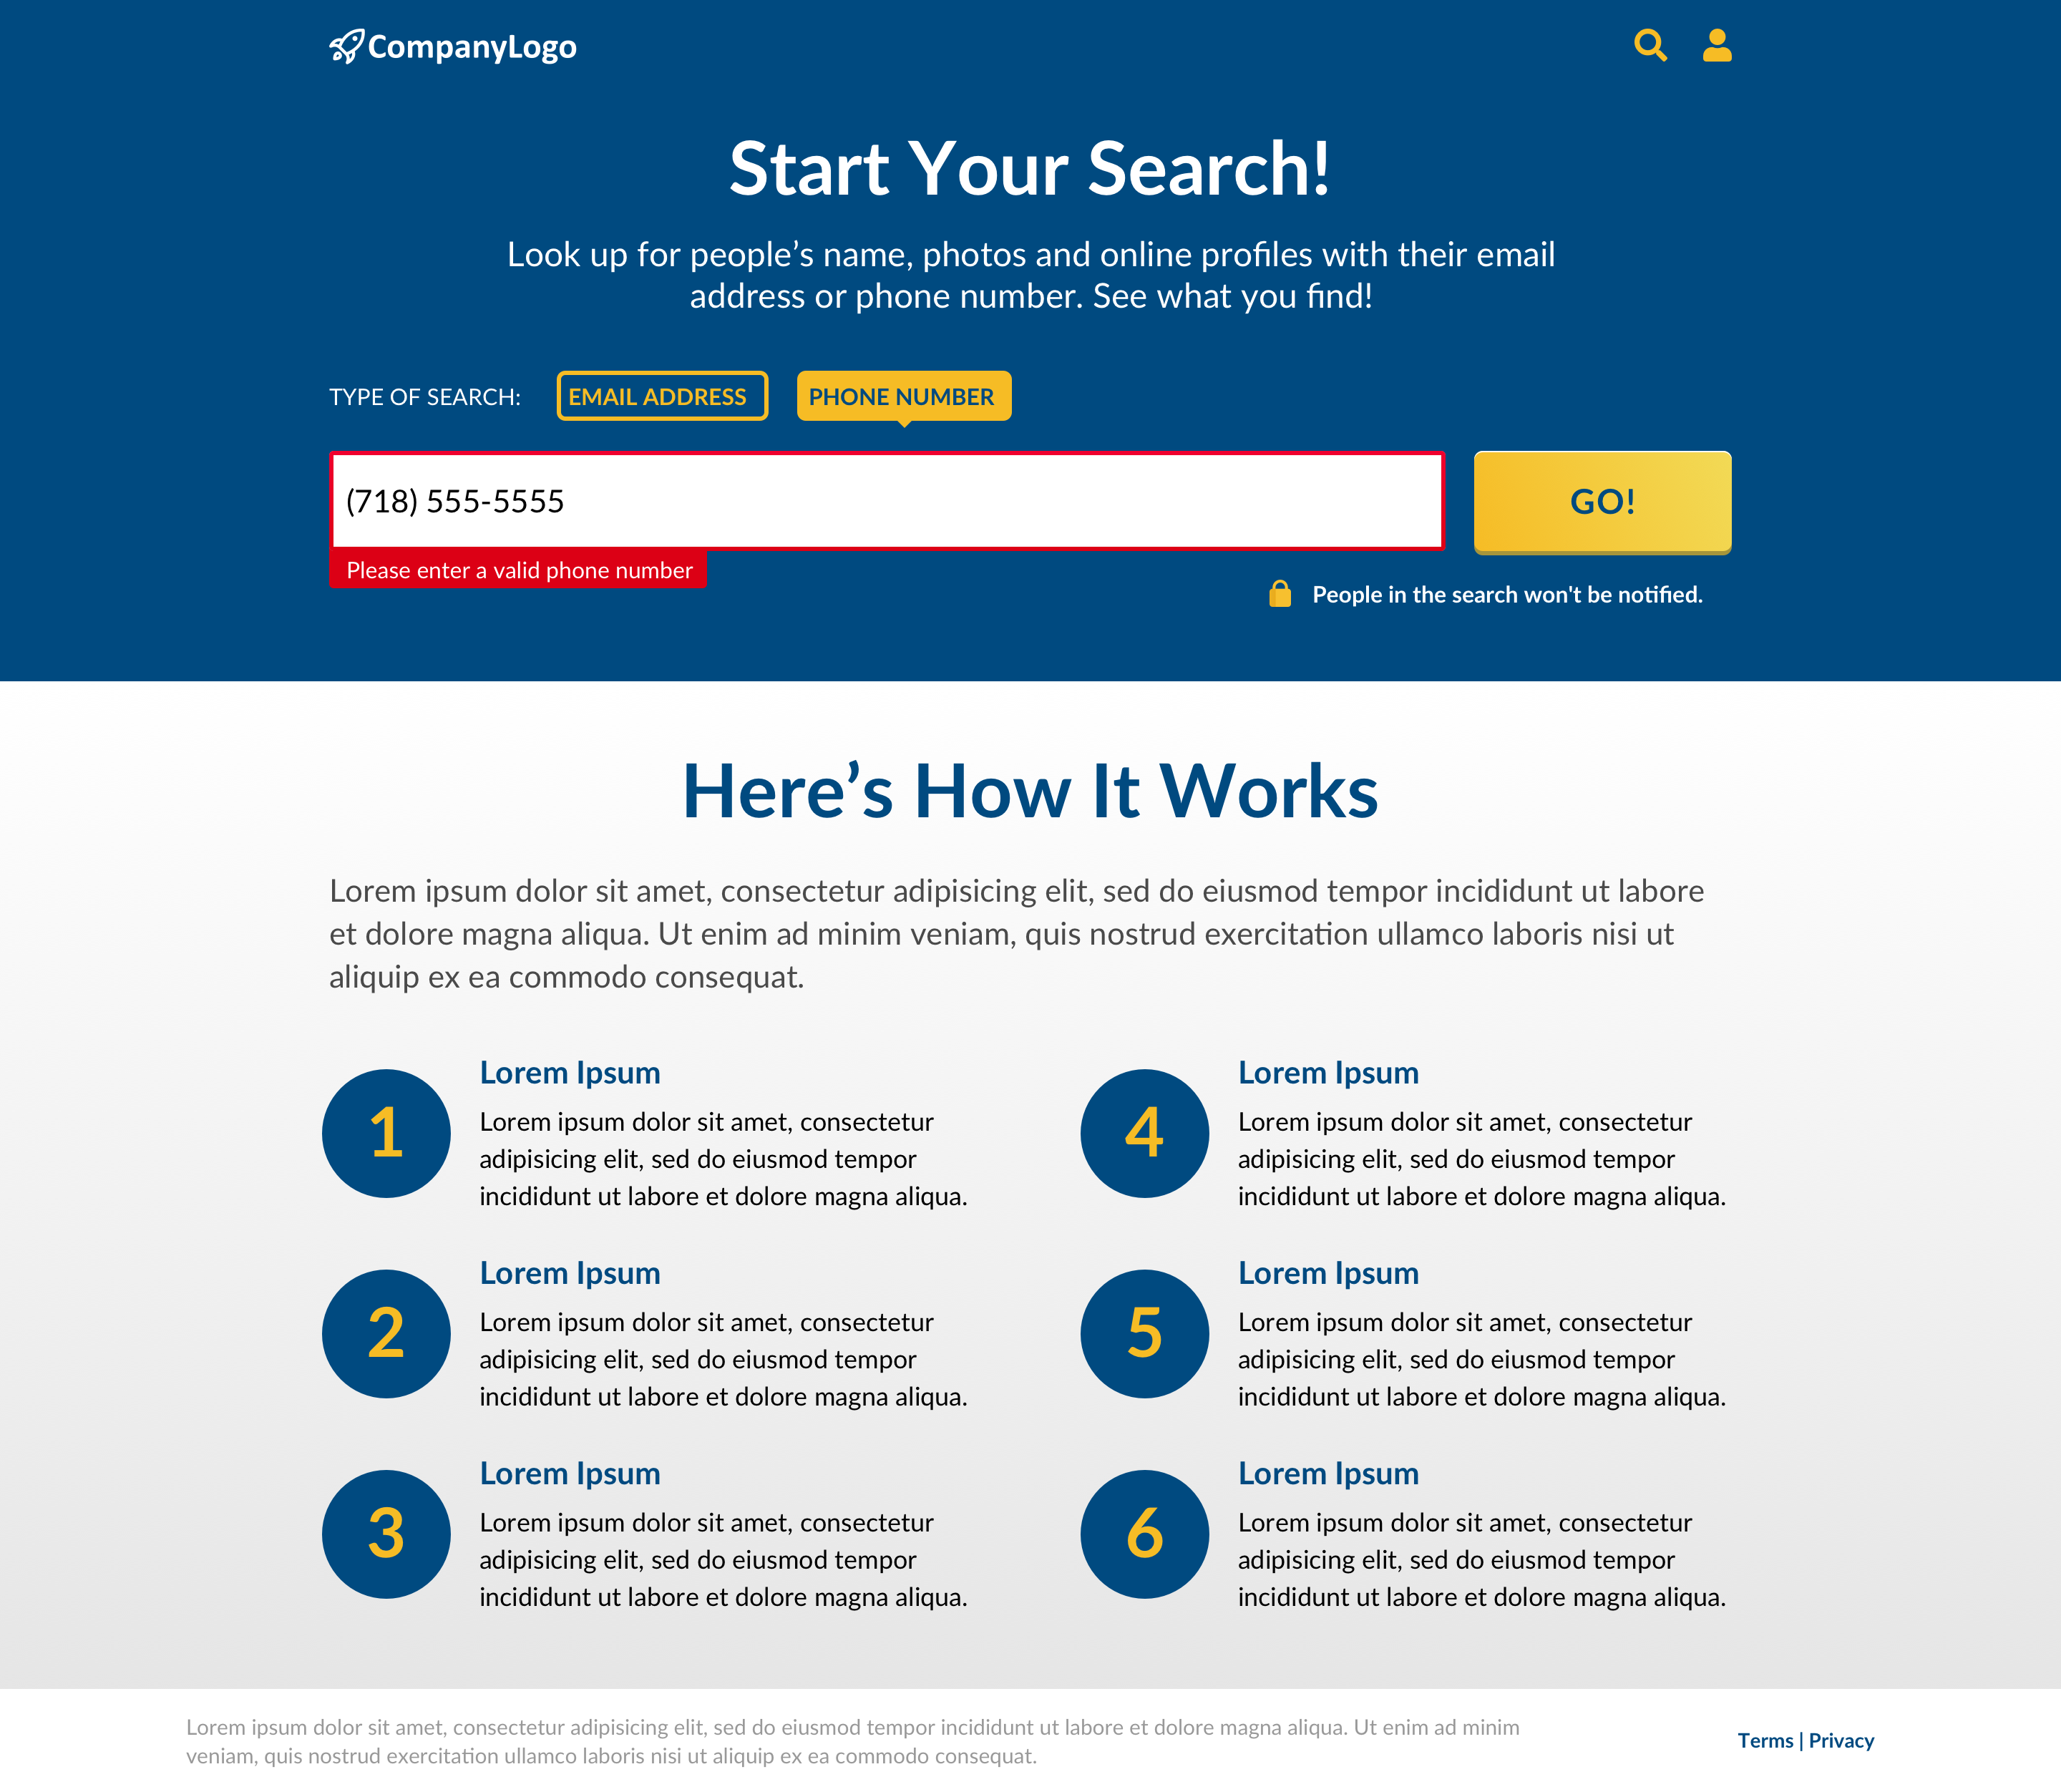 CompanyLogo
Start Your Search!
Look up for people’s name, photos and online profiles with their email
address or phone number. See what you find!
TYPE OF SEARCH:
EMAIL ADDRESS
PHONE NUMBER
(718) 555-5555
GO!
Please enter a valid phone number
People in the search won't be notified.
Here’s How It Works
Lorem ipsum dolor sit amet, consectetur adipisicing elit, sed do eiusmod tempor incididunt ut labore
et dolore magna aliqua. Ut enim ad minim veniam, quis nostrud exercitation ullamco laboris nisi ut
aliquip ex ea commodo consequat.
1
Lorem Ipsum
Lorem ipsum dolor sit amet, consectetur
adipisicing elit, sed do eiusmod tempor
incididunt ut labore et dolore magna aliqua.
2
Lorem Ipsum
Lorem ipsum dolor sit amet, consectetur
adipisicing elit, sed do eiusmod tempor
incididunt ut labore et dolore magna aliqua.
3
Lorem Ipsum
Lorem ipsum dolor sit amet, consectetur
adipisicing elit, sed do eiusmod tempor
incididunt ut labore et dolore magna aliqua.
4
Lorem Ipsum
Lorem ipsum dolor sit amet, consectetur
adipisicing elit, sed do eiusmod tempor
incididunt ut labore et dolore magna aliqua.
5
Lorem Ipsum
Lorem ipsum dolor sit amet, consectetur
adipisicing elit, sed do eiusmod tempor
incididunt ut labore et dolore magna aliqua.
6
Lorem Ipsum
Lorem ipsum dolor sit amet, consectetur
adipisicing elit, sed do eiusmod tempor
incididunt ut labore et dolore magna aliqua.
Lorem ipsum dolor sit amet, consectetur adipisicing elit, sed do eiusmod tempor incididunt ut labore et dolore magna aliqua. Ut enim ad minim
veniam, quis nostrud exercitation ullamco laboris nisi ut aliquip ex ea commodo consequat.
Terms | Privacy